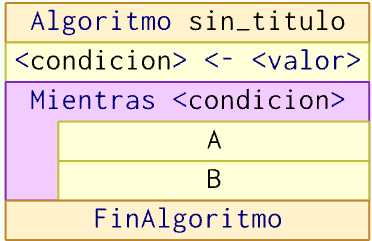 Algoritmo sin_titulo
<condicion> <- <valor>
Mientras <condicion>
A
B
FinAlgoritmo